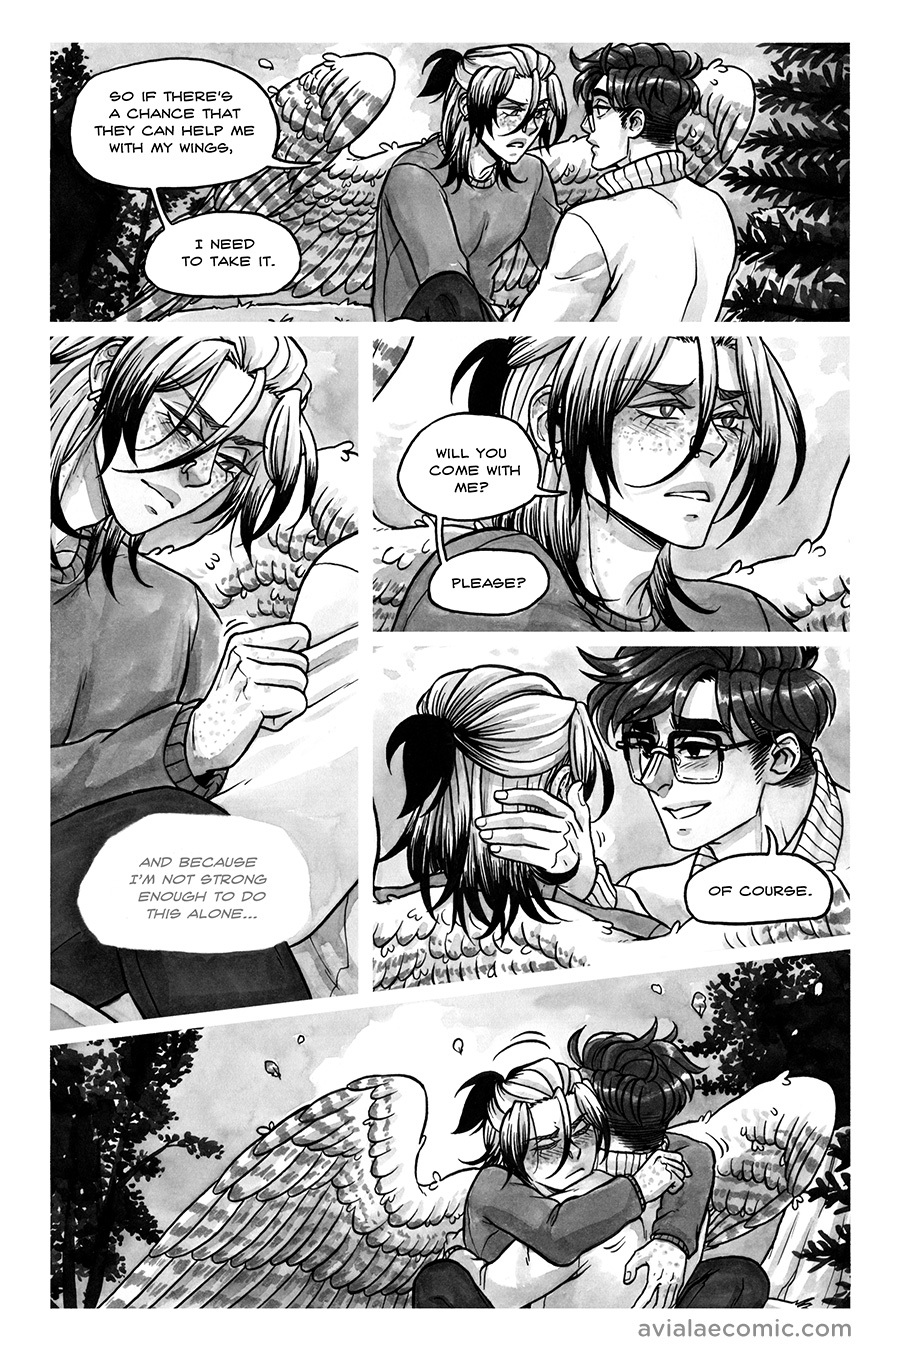 SO IF THERE'S
A CHANCE THAT
THEY CAN HELP ME
WITH MY WINGS,
I NEED
TO TAKE IT.
AND BECAUSE
I'M NOT STRONG
ENOUGH TO DO
THIS ALONE...
WILL YOU
COME WITH
ME?
PLEASE?
OF COURSE.
avialaecomic.com